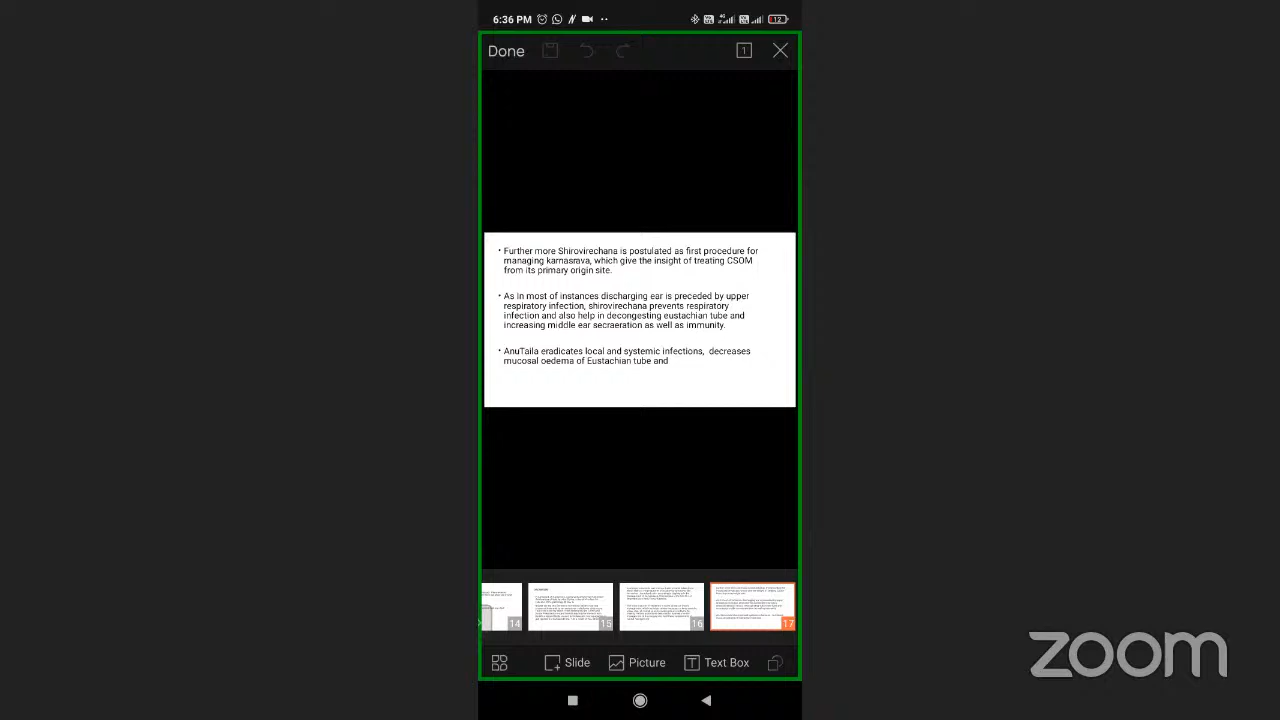 6:36 PM
12
Done
1
• Further more Shirovirechana is postulated as first procedure for
managing karnasrava, which give the insight of treating CSOM
from its primary origin site.
• As In most of instances discharging ear is preceded by upper
respiratory infection, shirovirechana prevents respiratory
infection and also help in decongesting eustachian tube and
increasing middle ear secraeration as well as immunity.
• AnuTaila eradicates local and systemic infections, decreases
mucosal oedema of Eustachian tube and
14
15
16
17
Slide
Picture
Text Box
zoom